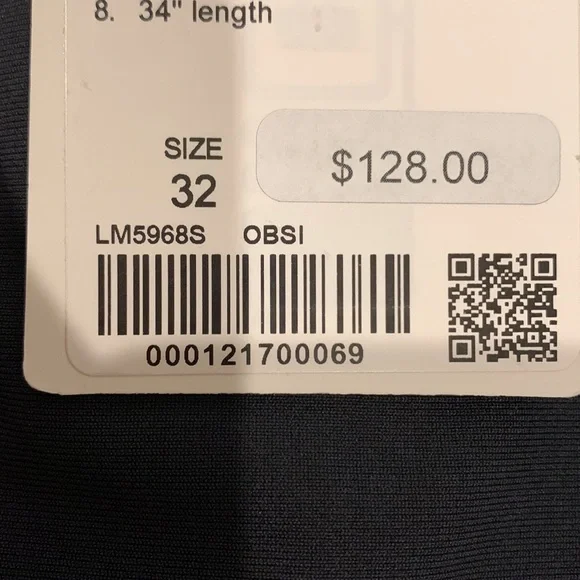 8. 34" length
SIZE
32
$128.00
LM5968S OBSI
000121700069